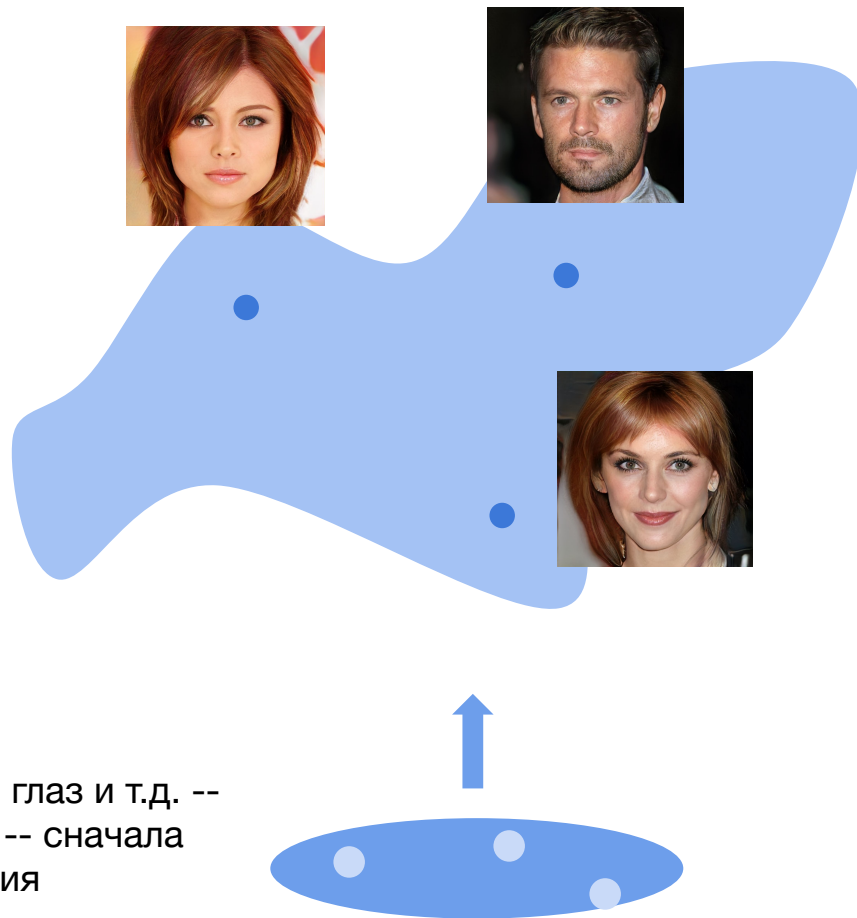 глаз и т.д. --
-- сначала
ия